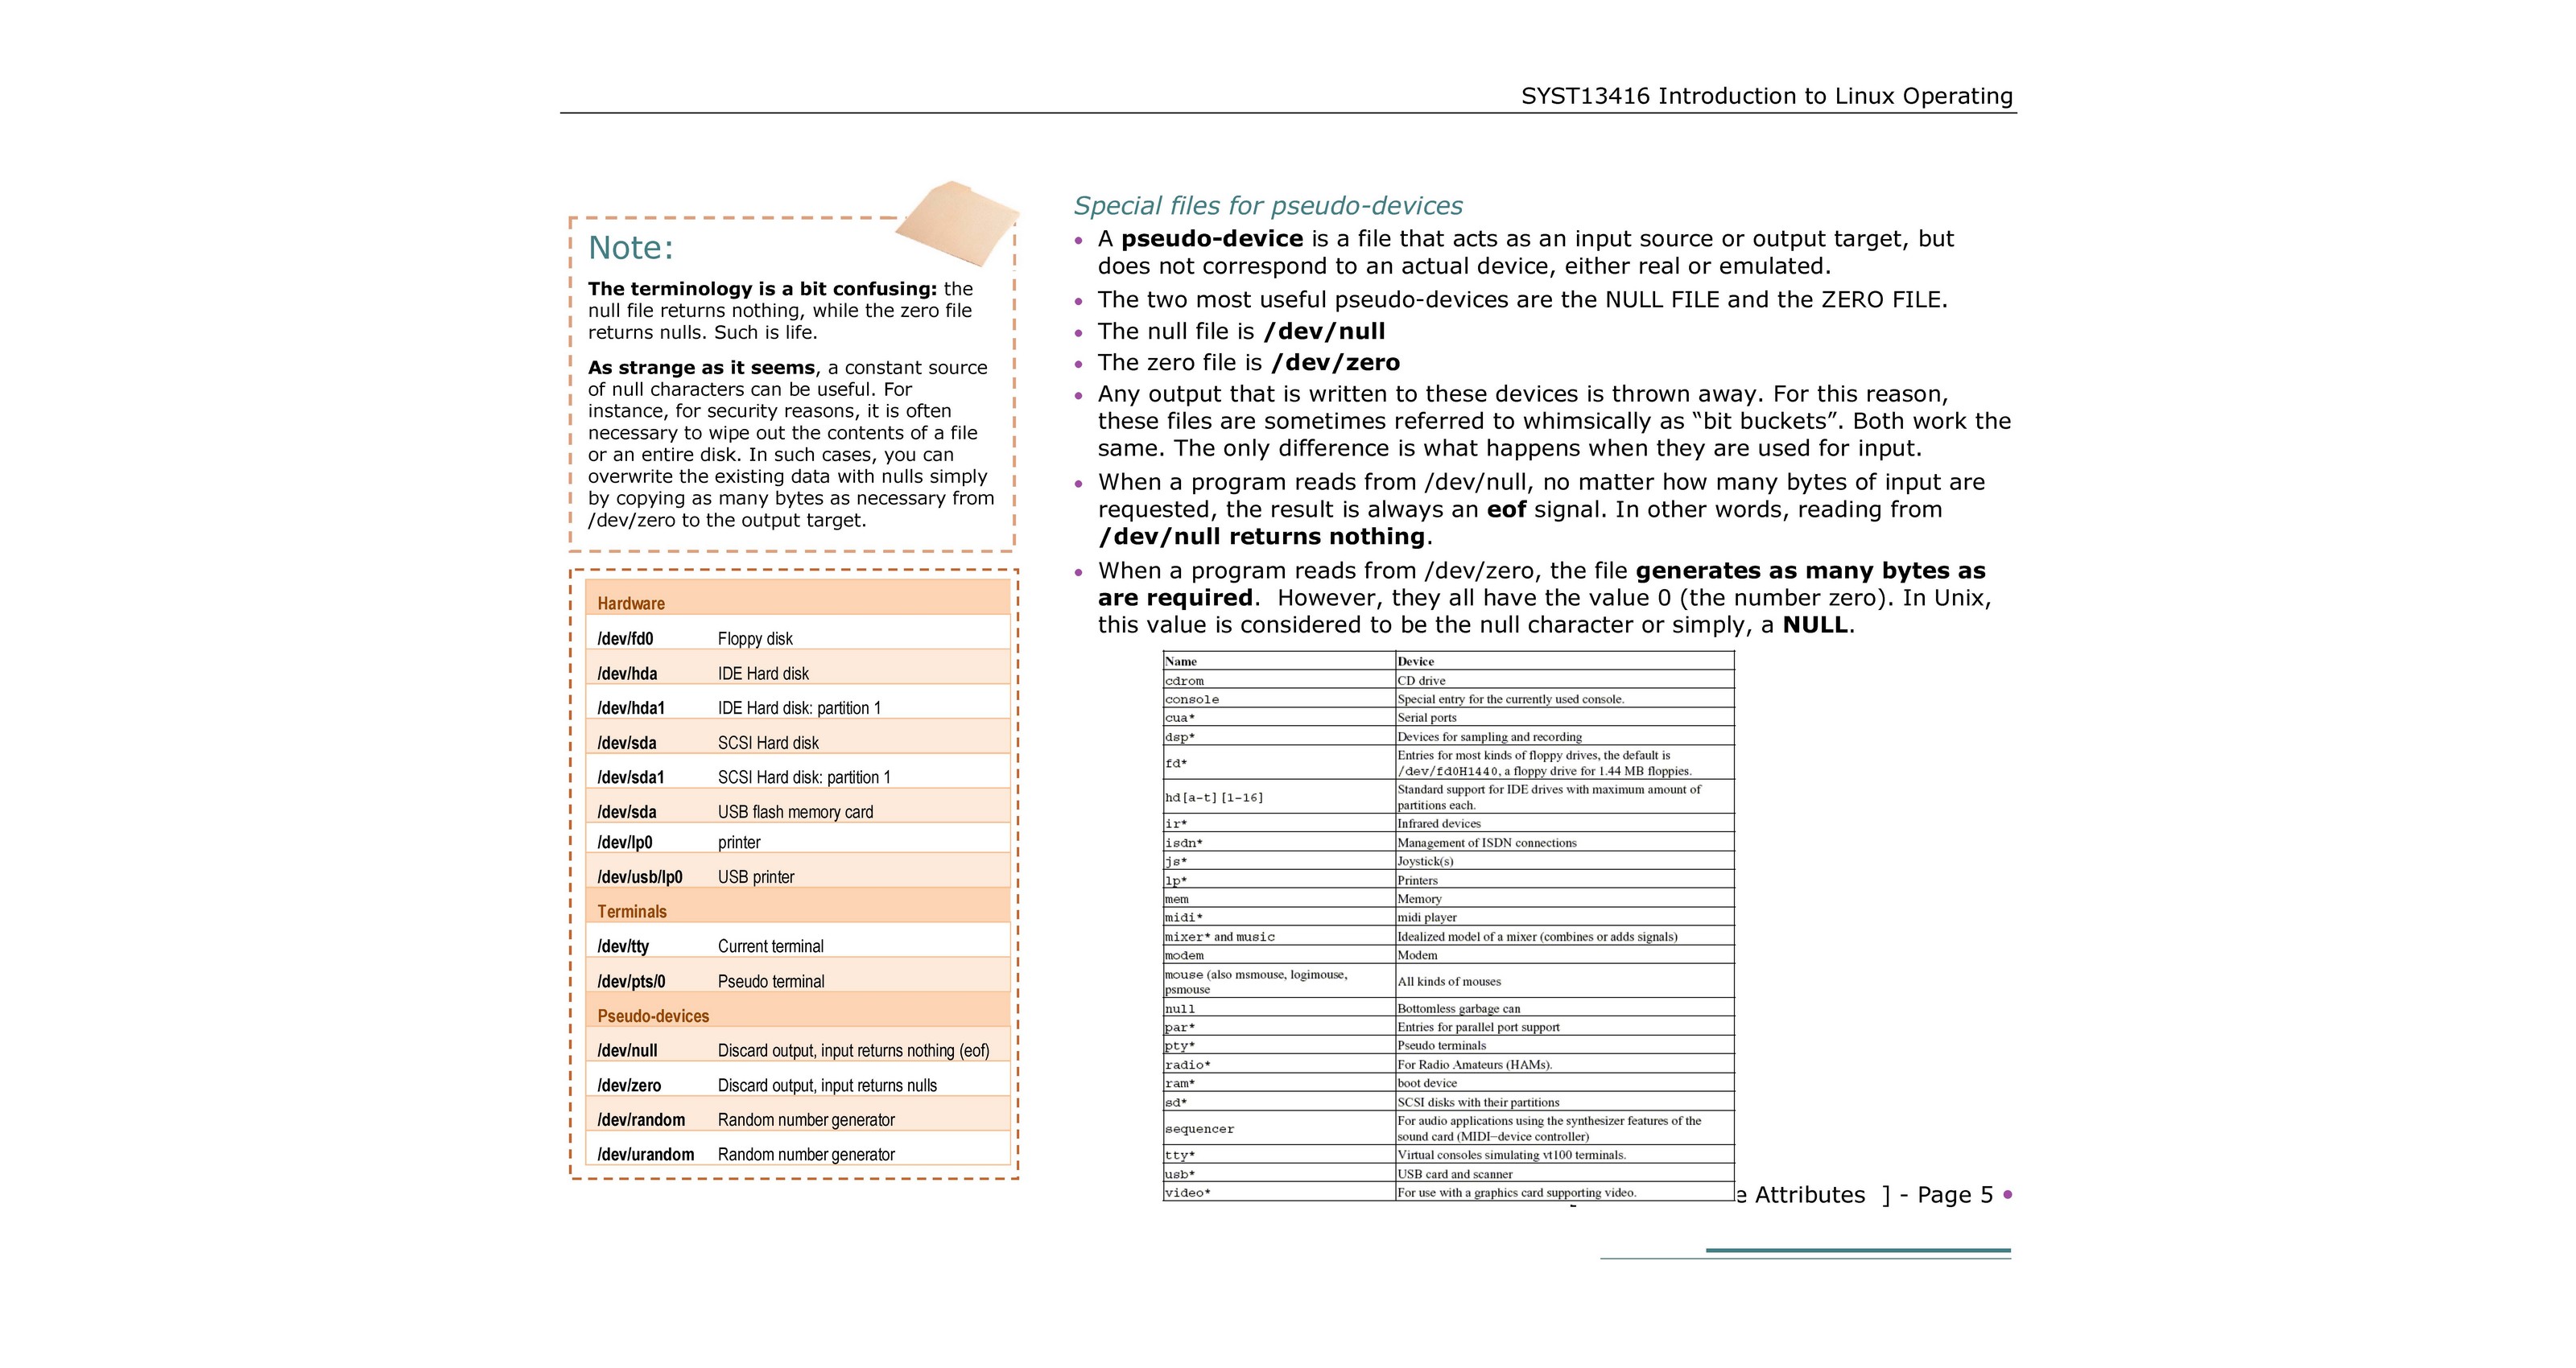 SYST13416 Introduction to Linux Operating
Note:
The terminology is a bit confusing: the
null file returns nothing, while the zero file
returns nulls. Such is life.
As strange as it seems, a constant source
of null characters can be useful. For
instance, for security reasons, it is often
necessary to wipe out the contents of a file
or an entire disk. In such cases, you can
overwrite the existing data with nulls simply
by copying as many bytes as necessary from
/dev/zero to the output target.
Hardware
/dev/fd0 Floppy disk
/dev/hda IDE Hard disk
/dev/hda1 IDE Hard disk: partition 1
/dev/sda SCSI Hard disk
/dev/sda1 SCSI Hard disk: partition 1
/dev/sda USB flash memory card
/dev/lp0 printer
/dev/usb/lp0 USB printer
Terminals
/dev/tty Current terminal
/dev/pts/0 Pseudo terminal
Pseudo-devices
/dev/null Discard output, input returns nothing (eof)
/dev/zero Discard output, input returns nulls
/dev/random Random number generator
/dev/urandom Random number generator
Special files for pseudo-devices
• A pseudo-device is a file that acts as an input source or output target, but
does not correspond to an actual device, either real or emulated.
• The two most useful pseudo-devices are the NULL FILE and the ZERO FILE.
• The null file is /dev/null
• The zero file is /dev/zero
• Any output that is written to these devices is thrown away. For this reason,
these files are sometimes referred to whimsically as “bit buckets”. Both work the
same. The only difference is what happens when they are used for input.
• When a program reads from /dev/null, no matter how many bytes of input are
requested, the result is always an eof signal. In other words, reading from
/dev/null returns nothing.
• When a program reads from /dev/zero, the file generates as many bytes as
are required. However, they all have the value 0 (the number zero). In Unix,
this value is considered to be the null character or simply, a NULL.
Name Device
cdrom CD drive
console Special entry for the currently used console.
cua* Serial ports
dsp* Devices for sampling and recording
fd* Entries for most kinds of floppy drives, the default is
/dev/fd0H1440, a floppy drive for 1.44 MB floppies.
hd[a-t][1-16] Standard support for IDE drives with maximum amount of
partitions each.
ir* Infrared devices
isdn* Management of ISDN connections
js* Joystick(s)
lp* Printers
mem Memory
midi* midi player
mixer* and music Idealized model of a mixer (combines or adds signals)
modem Modem
mouse (also msmouse, logimouse,
psmouse All kinds of mouses
null Bottomless garbage can
par* Entries for parallel port support
pty* Pseudo terminals
radio* For Radio Amateurs (HAMs).
ram* boot device
sd* SCSI disks with their partitions
sequencer For audio applications using the synthesizer features of the
sound card (MIDI−device controller)
tty* Virtual consoles simulating vt100 terminals.
usb* USB card and scanner
video* For use with a graphics card supporting video.
e Attributes ] - Page 5 •